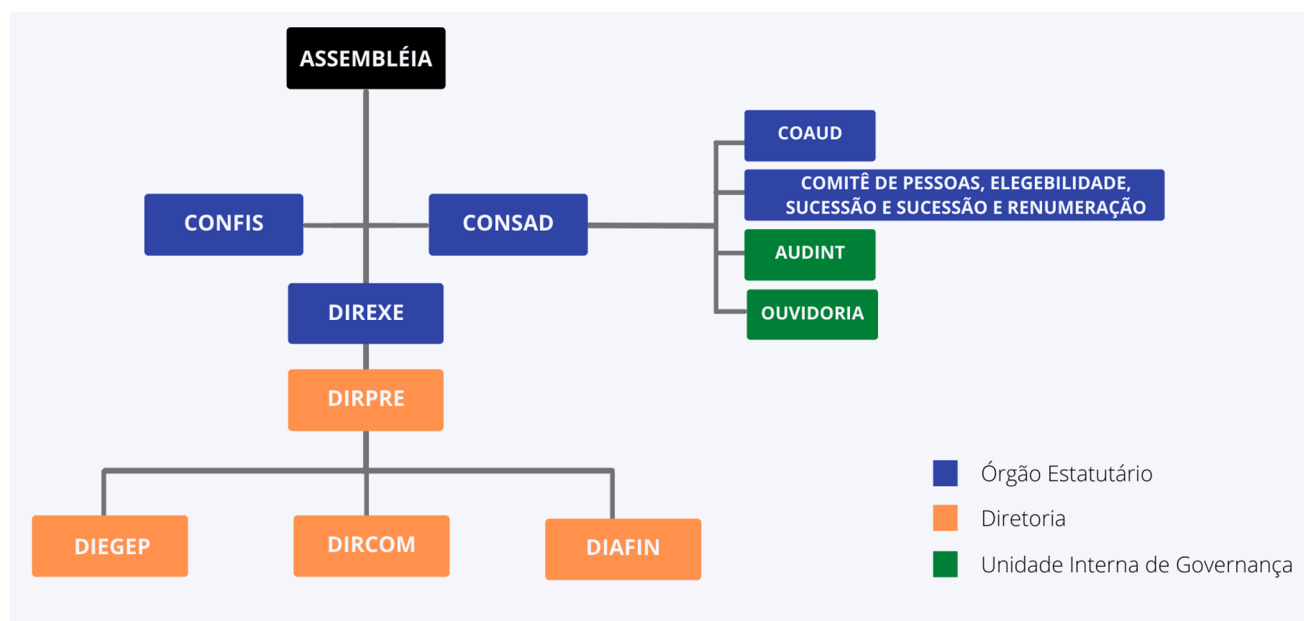 ASSEMBLÉIA
COAUD
COMITÊ DE PESSOAS, ELEGEBILIDADE,
SUCESSÃO E SUCESSÃO E RENUMERAÇÃO
CONFIS
CONSAD
AUDINT
OUVIDORIA
DIREXE
DIRPRE
DIEGEP
DIRCOM
DIAFIN
Órgão Estatutário
Diretoria
Unidade Interna de Governança